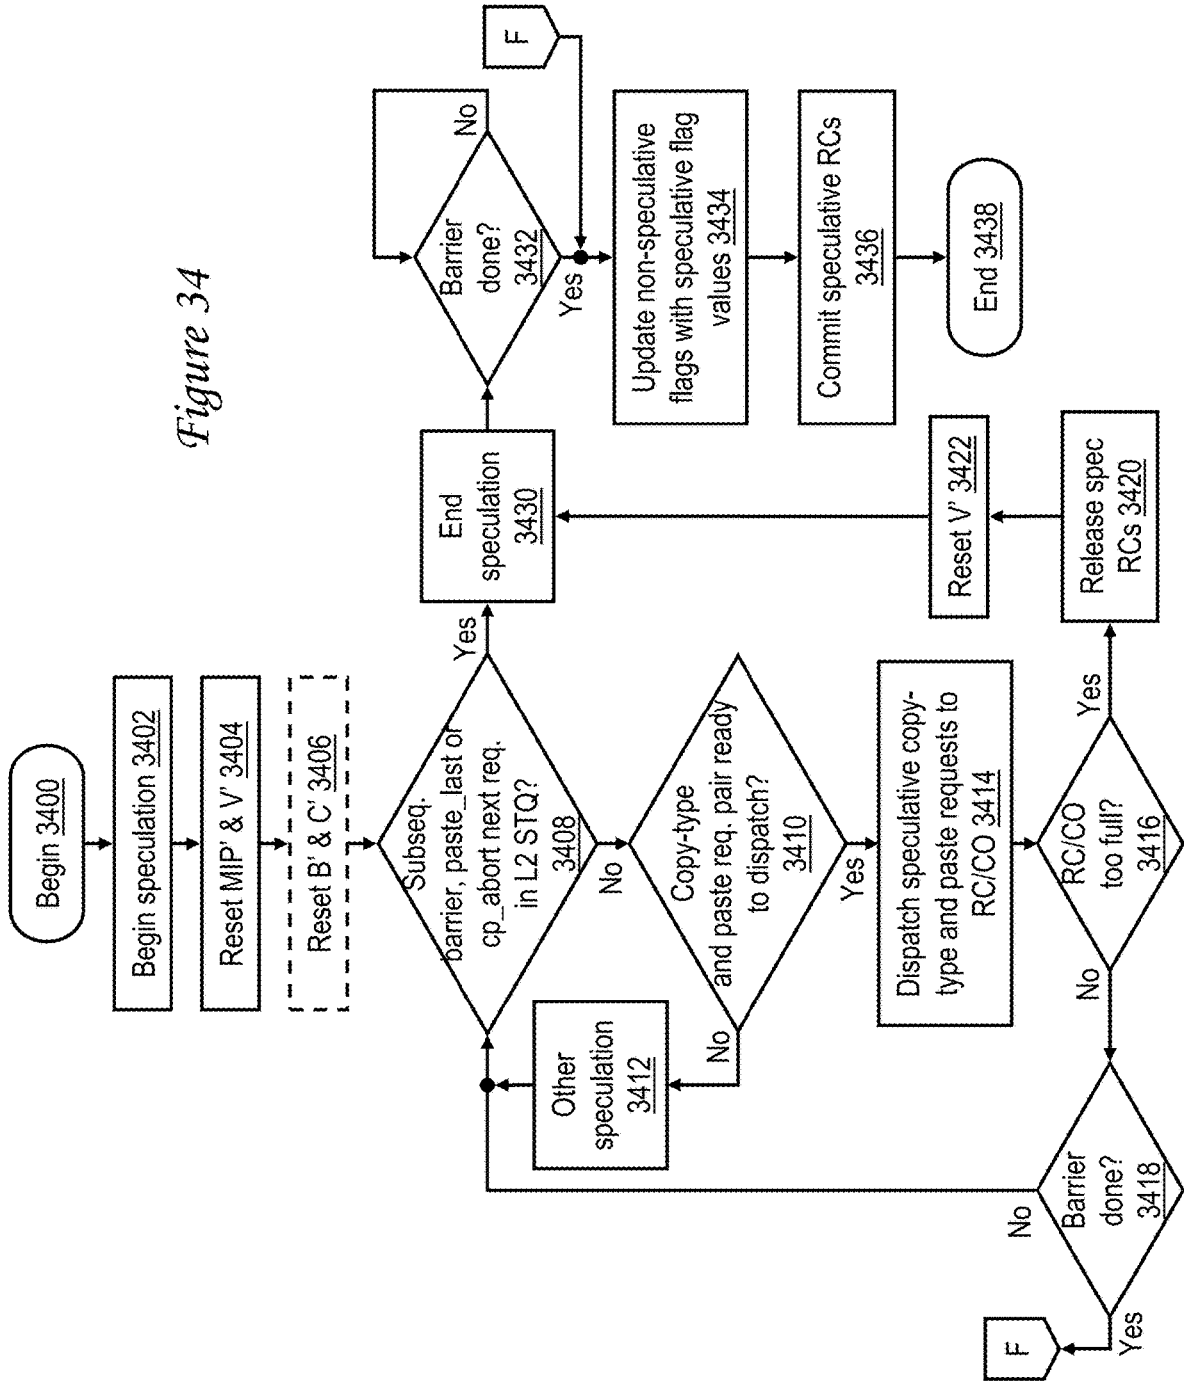 Figure 34
Begin 3400
Begin speculation 3402
Reset MIP' & V' 3404
Reset B' & C' 3406
Subseq.
barrier, paste_last or
cp_abort next req.
in L2 STQ?
3408
Yes
No
Copy-type
and paste req. pair ready
to dispatch?
3410
No
Yes
Other
speculation
3412
Dispatch speculative copy-
type and paste requests to
RC/CO 3414
RC/CO
too full?
3416
Yes
No
Barrier
done?
3418
No
Yes
F
Release spec
RCs 3420
Reset V' 3422
End
speculation
3430
Barrier
done?
3432
No
Yes
F
Update non-speculative
flags with speculative flag
values 3434
Commit speculative RCs
3436
End 3438